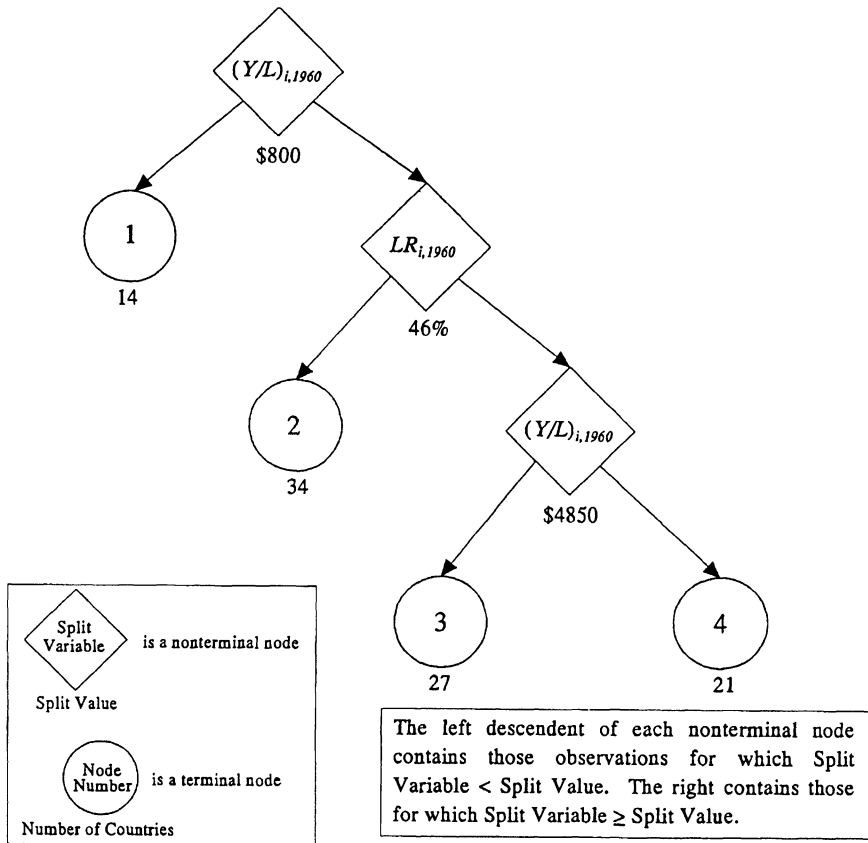 (Y/L)i,1960
$800
1
14
LRi,1960
46%
2
34
(Y/L)i,1960
$4850
3
27
4
21
Split
Variable
is a nonterminal node
Split Value
Node
Number
is a terminal node
Number of Countries
The left descendent of each nonterminal node
contains those observations for which Split
Variable < Split Value. The right contains those
for which Split Variable ≥ Split Value.